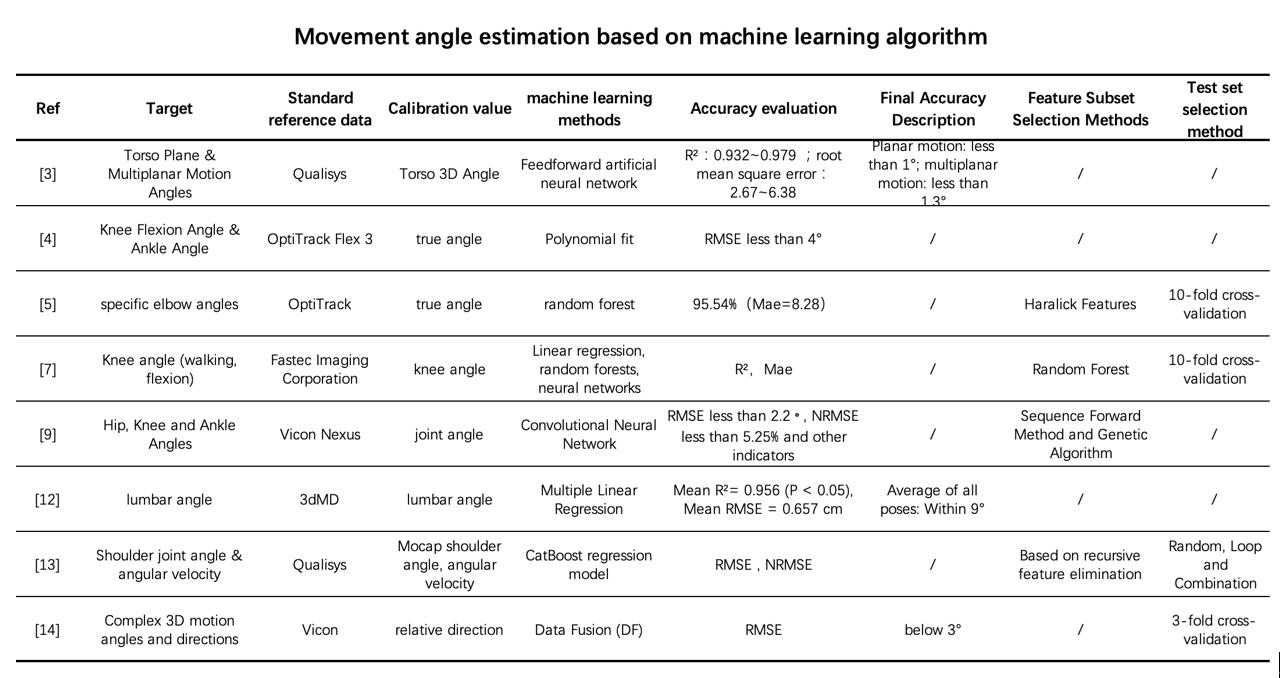 Movement angle estimation based on machine learning algorithm
Ref
Target
Standard
reference data
Calibration value
machine learning
methods
Accuracy evaluation
Final Accuracy
Description
Feature Subset
Selection Methods
Test set
selection
method
[3]
Torso Plane &
Multiplanar Motion
Angles
Qualisys
Torso 3D Angle
Feedforward artificial
neural network
R²：0.932~0.979 ；root
mean square error：
2.67~6.38
Planar motion: less
than 1°; multiplanar
motion: less than
1.3°
/
/
[4]
Knee Flexion Angle &
Ankle Angle
OptiTrack Flex 3
true angle
Polynomial fit
RMSE less than 4°
/
/
/
[5]
specific elbow angles
OptiTrack
true angle
random forest
95.54%（Mae=8.28）
/
Haralick Features
10-fold cross-
validation
[7]
Knee angle (walking,
flexion)
Fastec Imaging
Corporation
knee angle
Linear regression,
random forests,
neural networks
R²，Mae
/
Random Forest
10-fold cross-
validation
[9]
Hip, Knee and Ankle
Angles
Vicon Nexus
joint angle
Convolutional Neural
Network
RMSE less than 2.2 ∘ , NRMSE
less than 5.25% and other
indicators
/
Sequence Forward
Method and Genetic
Algorithm
/
[12]
lumbar angle
3dMD
lumbar angle
Multiple Linear
Regression
Mean R²= 0.956 (P < 0.05),
Mean RMSE = 0.657 cm
Average of all
poses: Within 9°
/
/
[13]
Shoulder joint angle &
angular velocity
Qualisys
Mocap shoulder
angle, angular
velocity
CatBoost regression
model
RMSE , NRMSE
/
Based on recursive
feature elimination
Random, Loop
and
Combination
[14]
Complex 3D motion
angles and directions
Vicon
relative direction
Data Fusion (DF)
RMSE
below 3°
/
3-fold cross-
validation